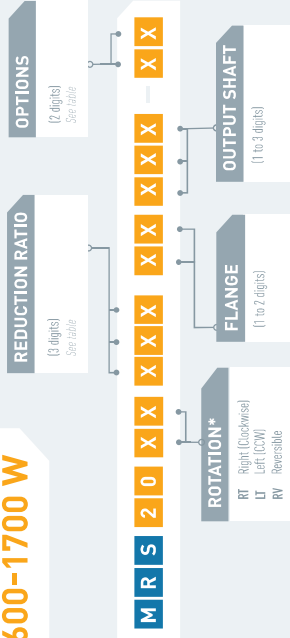 600-1700 W
REDUCTION RATIO
(3 digits)
See table
OPTIONS
(2 digits)
See table
M R S 2 0 X X X X X X X X X X - X X
ROTATION*
RT Right (Clockwise)
LT Left (CCW)
RV Reversible
FLANGE
(1 to 2 digits)
OUTPUT SHAFT
(1 to 3 digits)